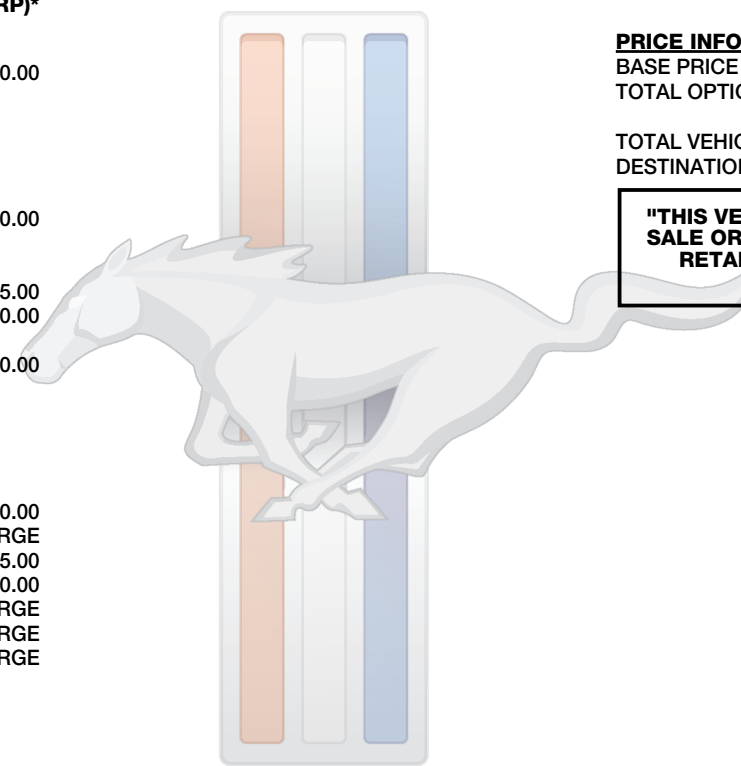 RP)*
0.00
0.00
5.00
0.00
0.00
0.00
RGE
5.00
0.00
RGE
RGE
RGE
PRICE INFO
BASE PRICE
TOTAL OPTIO
TOTAL VEHIC
DESTINATION
"THIS VE
SALE OR
RETAI